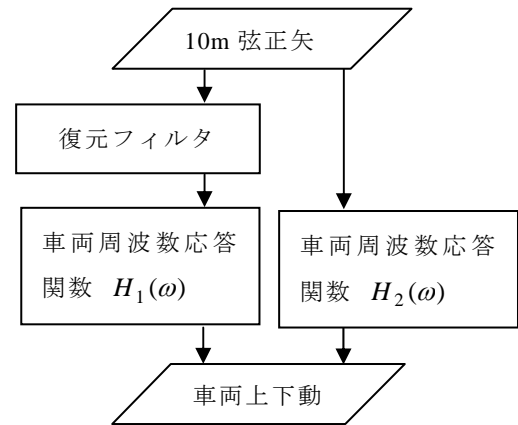 10m 弦正矢
復元フィルタ
車両周波数応答
関数 H₁(ω)
車両周波数応答
関数 H₂(ω)
車両上下動